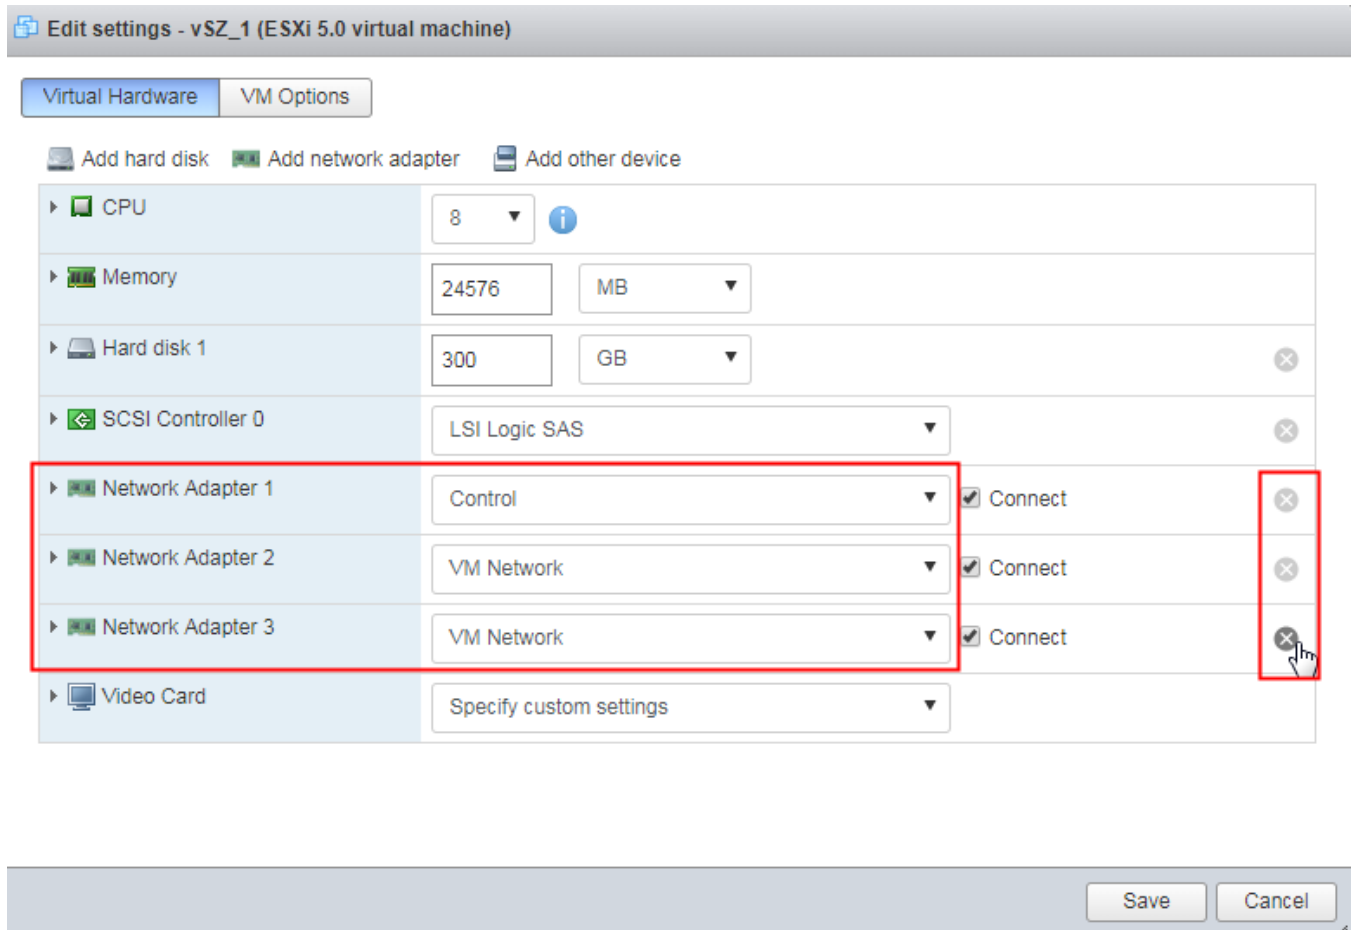 Edit settings - vSZ_1 (ESXi 5.0 virtual machine)
Virtual Hardware VM Options
Add hard disk Add network adapter Add other device
CPU 8
Memory 24576 MB
Hard disk 1 300 GB
SCSI Controller 0 LSI Logic SAS
Network Adapter 1 Control Connect
Network Adapter 2 VM Network Connect
Network Adapter 3 VM Network Connect
Video Card Specify custom settings
Save Cancel